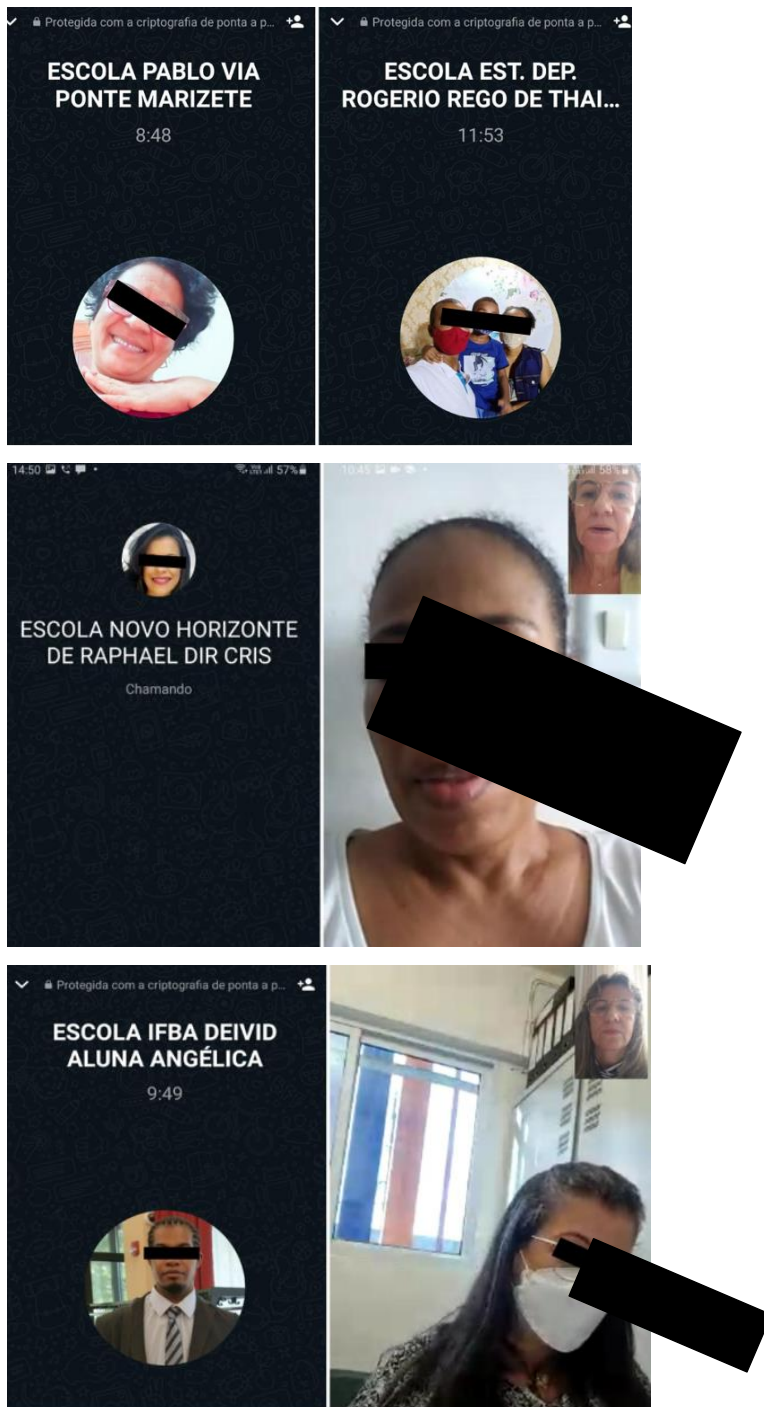 Protegida com a criptografia de ponta a p...
ESCOLA PABLO VIA
PONTE MARIZETE
8:48
Protegida com a criptografia de ponta a p...
ESCOLA EST. DEP.
ROGERIO REGO DE THAI...
11:53
14:50
57%
ESCOLA NOVO HORIZONTE
DE RAPHAEL DIR CRIS
Chamando
10:45
58%
Protegida com a criptografia de ponta a p...
ESCOLA IFBA DEIVID
ALUNA ANGÉLICA
9:49